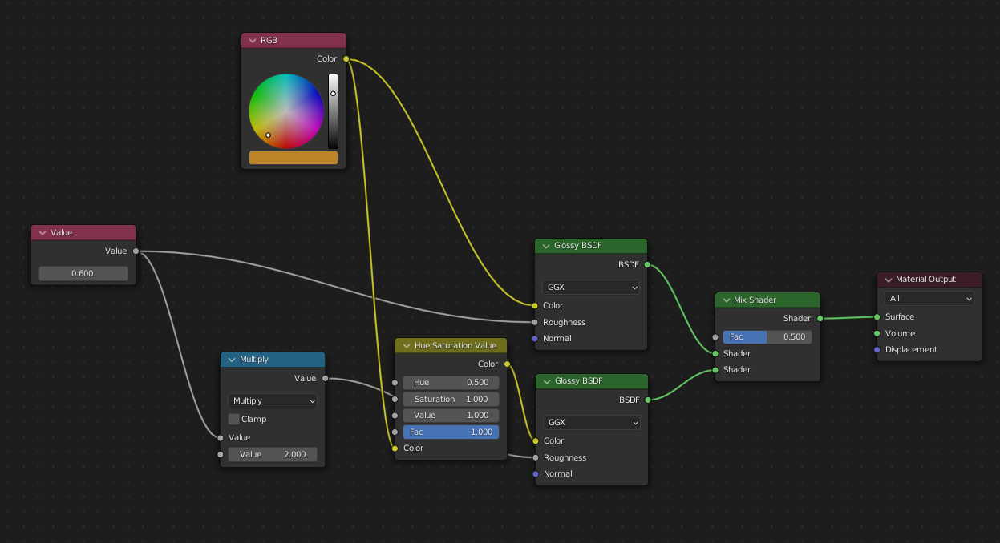 RGB
Color
Value
Value
0.600
Multiply
Value
Multiply
Clamp
Value
Value 2.000
Hue Saturation Value
Color
Hue 0.500
Saturation 1.000
Value 1.000
Fac 1.000
Color
Glossy BSDF
BSDF
GGX
Color
Roughness
Normal
Glossy BSDF
BSDF
GGX
Color
Roughness
Normal
Mix Shader
Shader
Fac 0.500
Shader
Shader
Material Output
All
Surface
Volume
Displacement